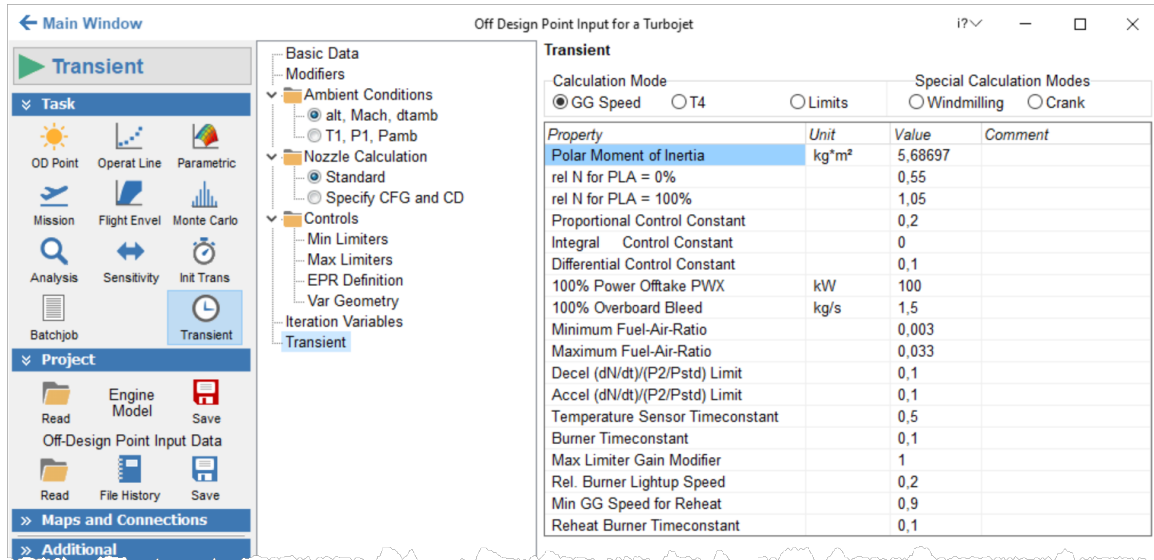 Main Window
Off Design Point Input for a Turbojet
i?
Transient
Task
OD Point Operat Line Parametric
Mission Flight Envel Monte Carlo
Analysis Sensitivity Init Trans
Batchjob Transient
Project
Read Engine Model Save
Off-Design Point Input Data
Read File History Save
Maps and Connections
Additional
Basic Data
Modifiers
Ambient Conditions
alt, Mach, dtamb
T1, P1, Pamb
Nozzle Calculation
Standard
Specify CFG and CD
Controls
Min Limiters
Max Limiters
EPR Definition
Var Geometry
Iteration Variables
Transient
Transient
Calculation Mode Special Calculation Modes
GG Speed T4 Limits Windmilling Crank
Property Unit Value Comment
Polar Moment of Inertia kg*m² 5,68697
rel N for PLA = 0% 0,55
rel N for PLA = 100% 1,05
Proportional Control Constant 0,2
Integral Control Constant 0
Differential Control Constant 0,1
100% Power Offtake PWX kW 100
100% Overboard Bleed kg/s 1,5
Minimum Fuel-Air-Ratio 0,003
Maximum Fuel-Air-Ratio 0,033
Decel (dN/dt)/(P2/Pstd) Limit 0,1
Accel (dN/dt)/(P2/Pstd) Limit 0,1
Temperature Sensor Timeconstant 0,5
Burner Timeconstant 0,1
Max Limiter Gain Modifier 1
Rel. Burner Lightup Speed 0,2
Min GG Speed for Reheat 0,9
Reheat Burner Timeconstant 0,1